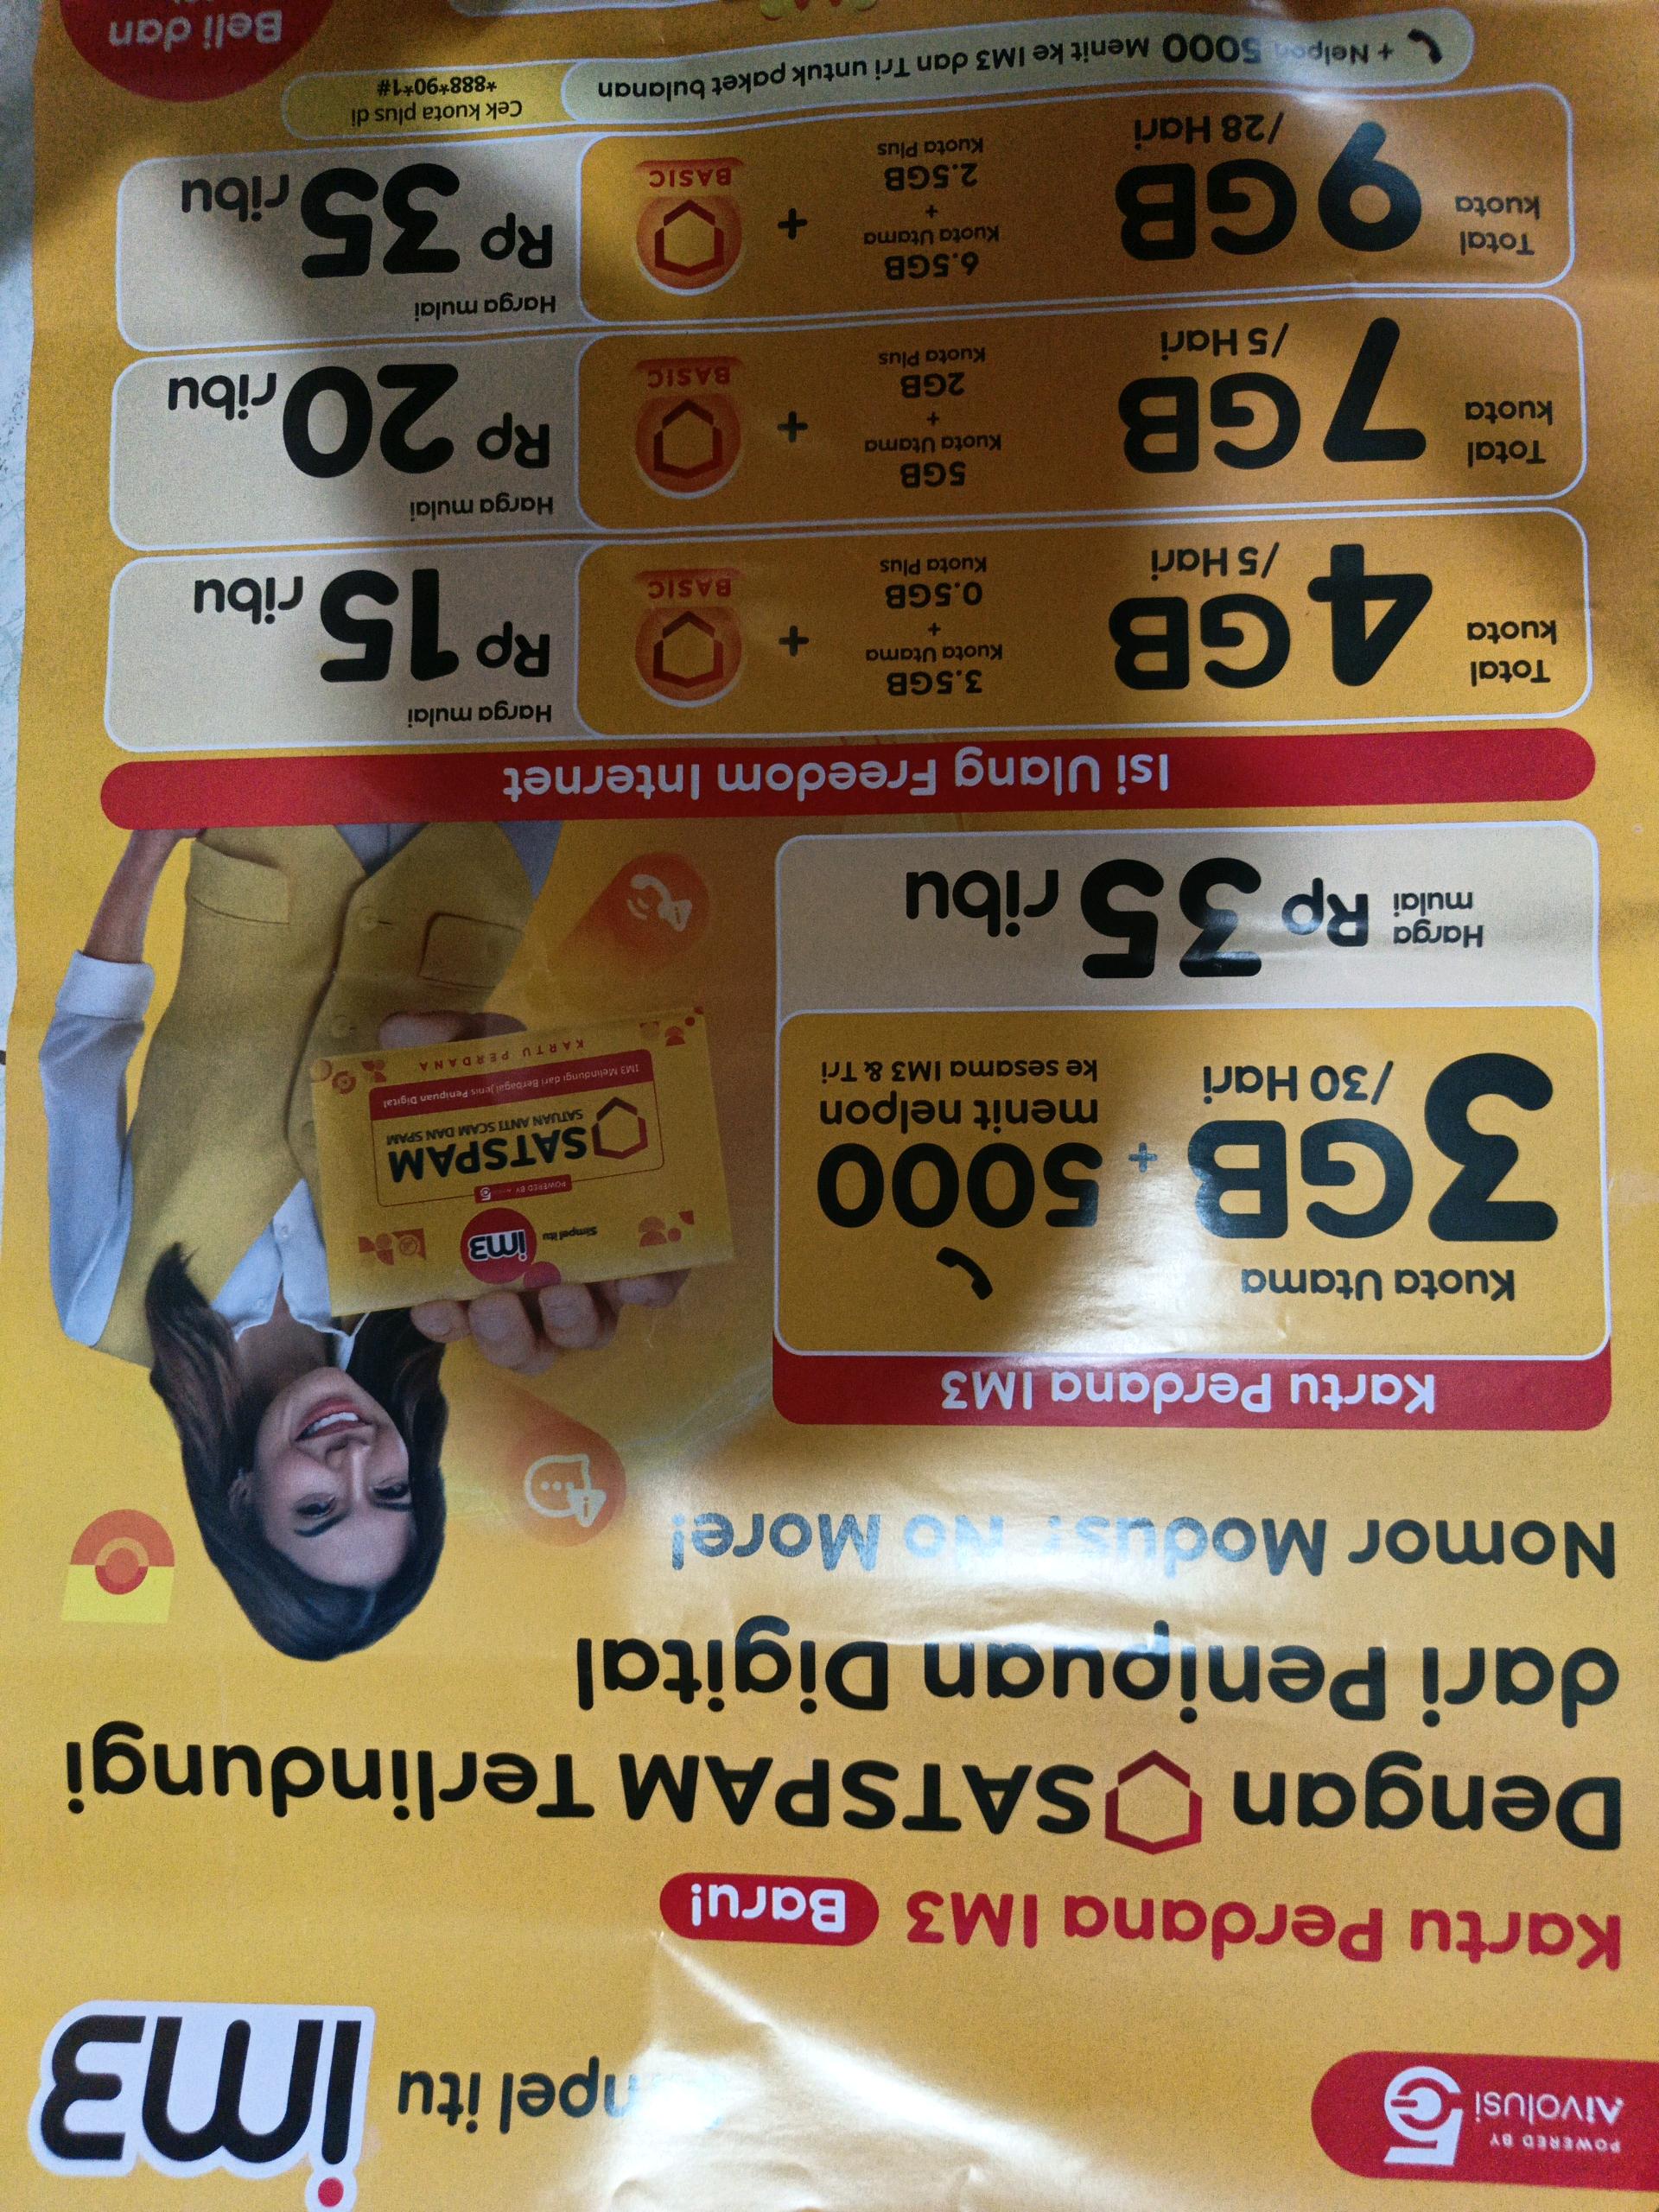 POWERED BY
AIVOLUSI 5G
itu
im3
Kartu Perdana IM3 Baru!
Dengan SATSPAM Terlindungi
dari Penipuan Digital
Nomor Modus? No More!
Kartu Perdana IM3
Kuota Utama
3GB
/30 Hari
+
5000
menit nelpon
ke sesama IM3 & Tri
Harga
mulai
Rp 35 ribu
Simpel itu im3
POWERED BY
SATSPAM
SATUAN ANTI SCAM DAN SPAM
IM3 Melindungi dari Berbagai Jenis Penipuan Digital
KARTU PERDANA
Isi Ulang Freedom Internet
Total
kuota
4GB
/5 Hari
3.5GB
Kuota Utama
+
0.5GB
Kuota Plus
+
BASIC
Harga mulai
Rp 15 ribu
Total
kuota
7GB
/5 Hari
5GB
Kuota Utama
+
2GB
Kuota Plus
+
BASIC
Harga mulai
Rp 20 ribu
Total
kuota
9GB
/28 Hari
6.5GB
Kuota Utama
+
2.5GB
Kuota Plus
+
BASIC
Harga mulai
Rp 35 ribu
+ Nelpon 5000 Menit ke IM3 dan Tri untuk paket bulanan
Cek kuota plus di
*888*90*1#
Beli dan